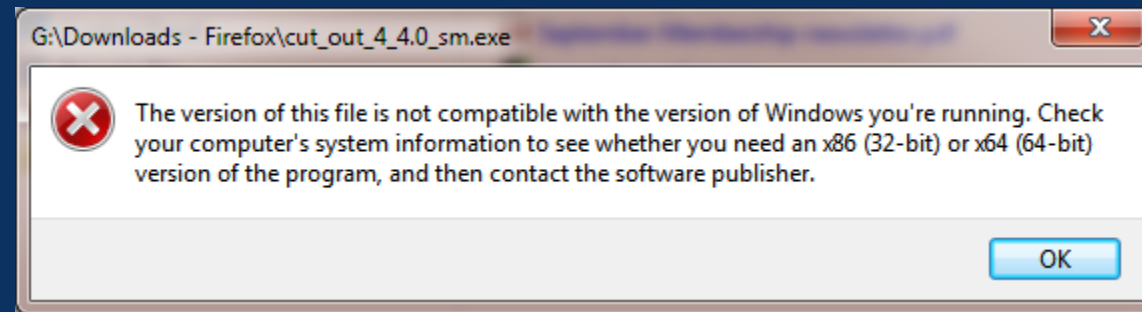 G:\Downloads - Firefox\cut_out_4_4.0_sm.exe
The version of this file is not compatible with the version of Windows you're running. Check
your computer's system information to see whether you need an x86 (32-bit) or x64 (64-bit)
version of the program, and then contact the software publisher.
OK